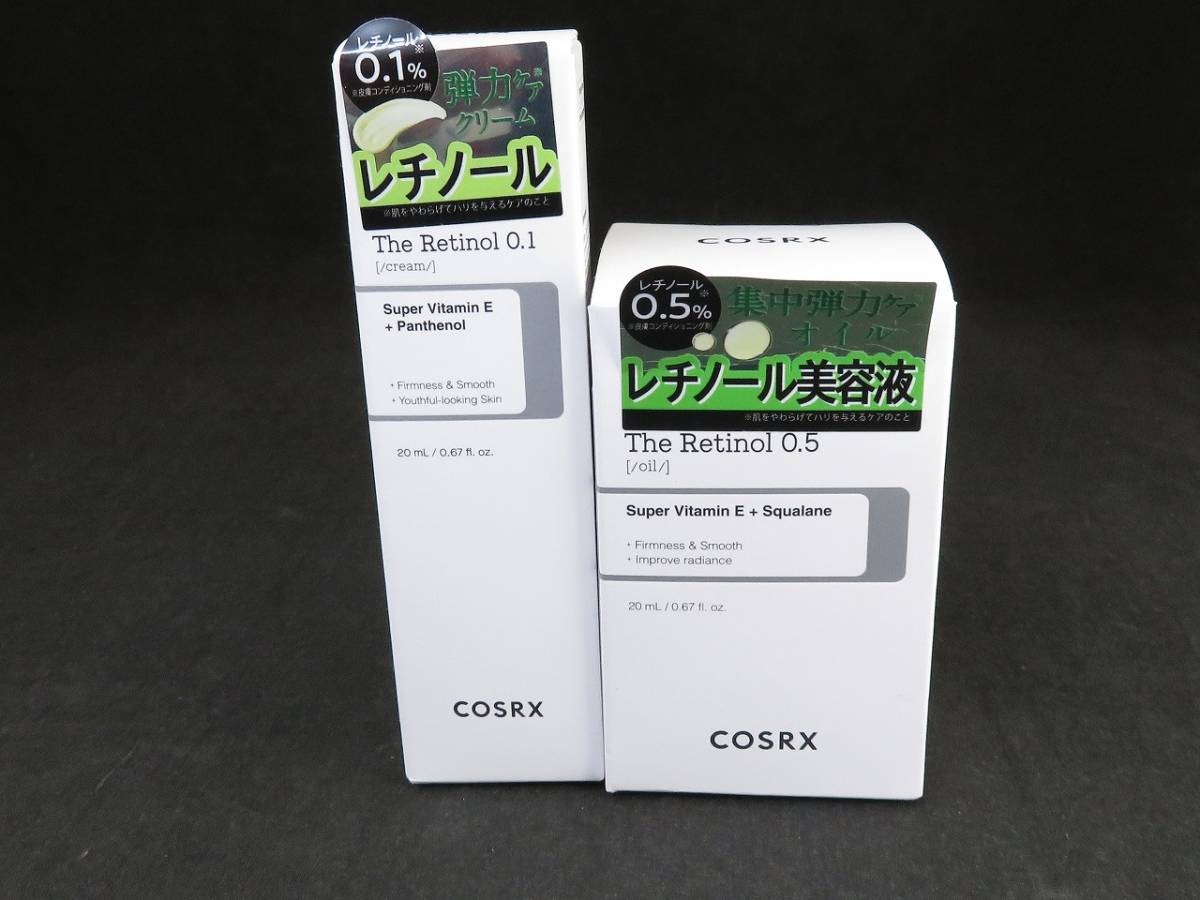 レチノール
0.1%※
※皮膚コンディショニング剤
弾力ケア※
クリーム
レチノール
※肌をやわらげてハリを与えるケアのこと
The Retinol 0.1
[/cream/]
Super Vitamin E
+ Panthenol
+ Firmness & Smooth
+ Youthful-looking Skin
20 mL / 0.67 fl. oz.
COSRX
COSRX
レチノール
0.5%※
※皮膚コンディショニング剤
集中弾力ケア
オイル
レチノール美容液
※肌をやわらげてハリを与えるケアのこと
The Retinol 0.5
[/oil/]
Super Vitamin E + Squalane
+ Firmness & Smooth
+ Improve radiance
20 mL / 0.67 fl. oz.
COSRX